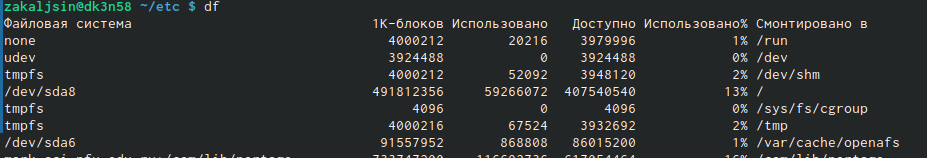 zakaljsin@dk3n58 ~/etc $ df
Файловая система 1K-блоков Использовано Доступно Использовано% Смонтировано в
none 4000212 20216 3979996 1% /run
udev 3924488 0 3924488 0% /dev
tmpfs 4000212 52092 3948120 2% /dev/shm
/dev/sda8 491812356 59266072 407540540 13% /
tmpfs 4096 0 4096 0% /sys/fs/cgroup
tmpfs 4000216 67524 3932692 2% /tmp
/dev/sda6 91557952 868808 86015200 1% /var/cache/openafs